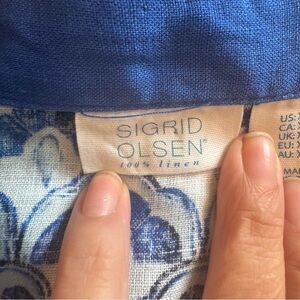 SIGRID
OLSEN®
100% linen
US:
CA:
UK:
EU:
AU: